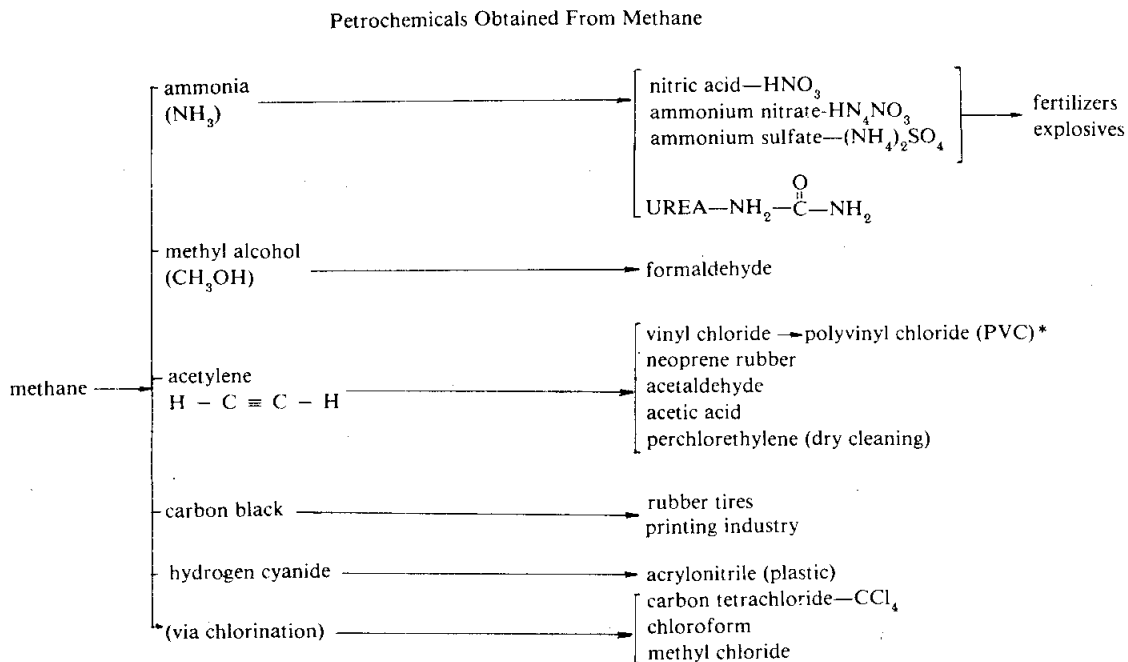 Petrochemicals Obtained From Methane
ammonia
(NH₃)
nitric acid—HNO₃
ammonium nitrate-HN₄NO₃
ammonium sulfate—(NH₄)₂SO₄
fertilizers
explosives
O
UREA—NH₂—C—NH₂
methyl alcohol
(CH₃OH)
formaldehyde
methane
acetylene
H – C ≡ C – H
vinyl chloride → polyvinyl chloride (PVC)*
neoprene rubber
acetaldehyde
acetic acid
perchlorethylene (dry cleaning)
carbon black
rubber tires
printing industry
hydrogen cyanide
acrylonitrile (plastic)
(via chlorination)
carbon tetrachloride—CCl₄
chloroform
methyl chloride